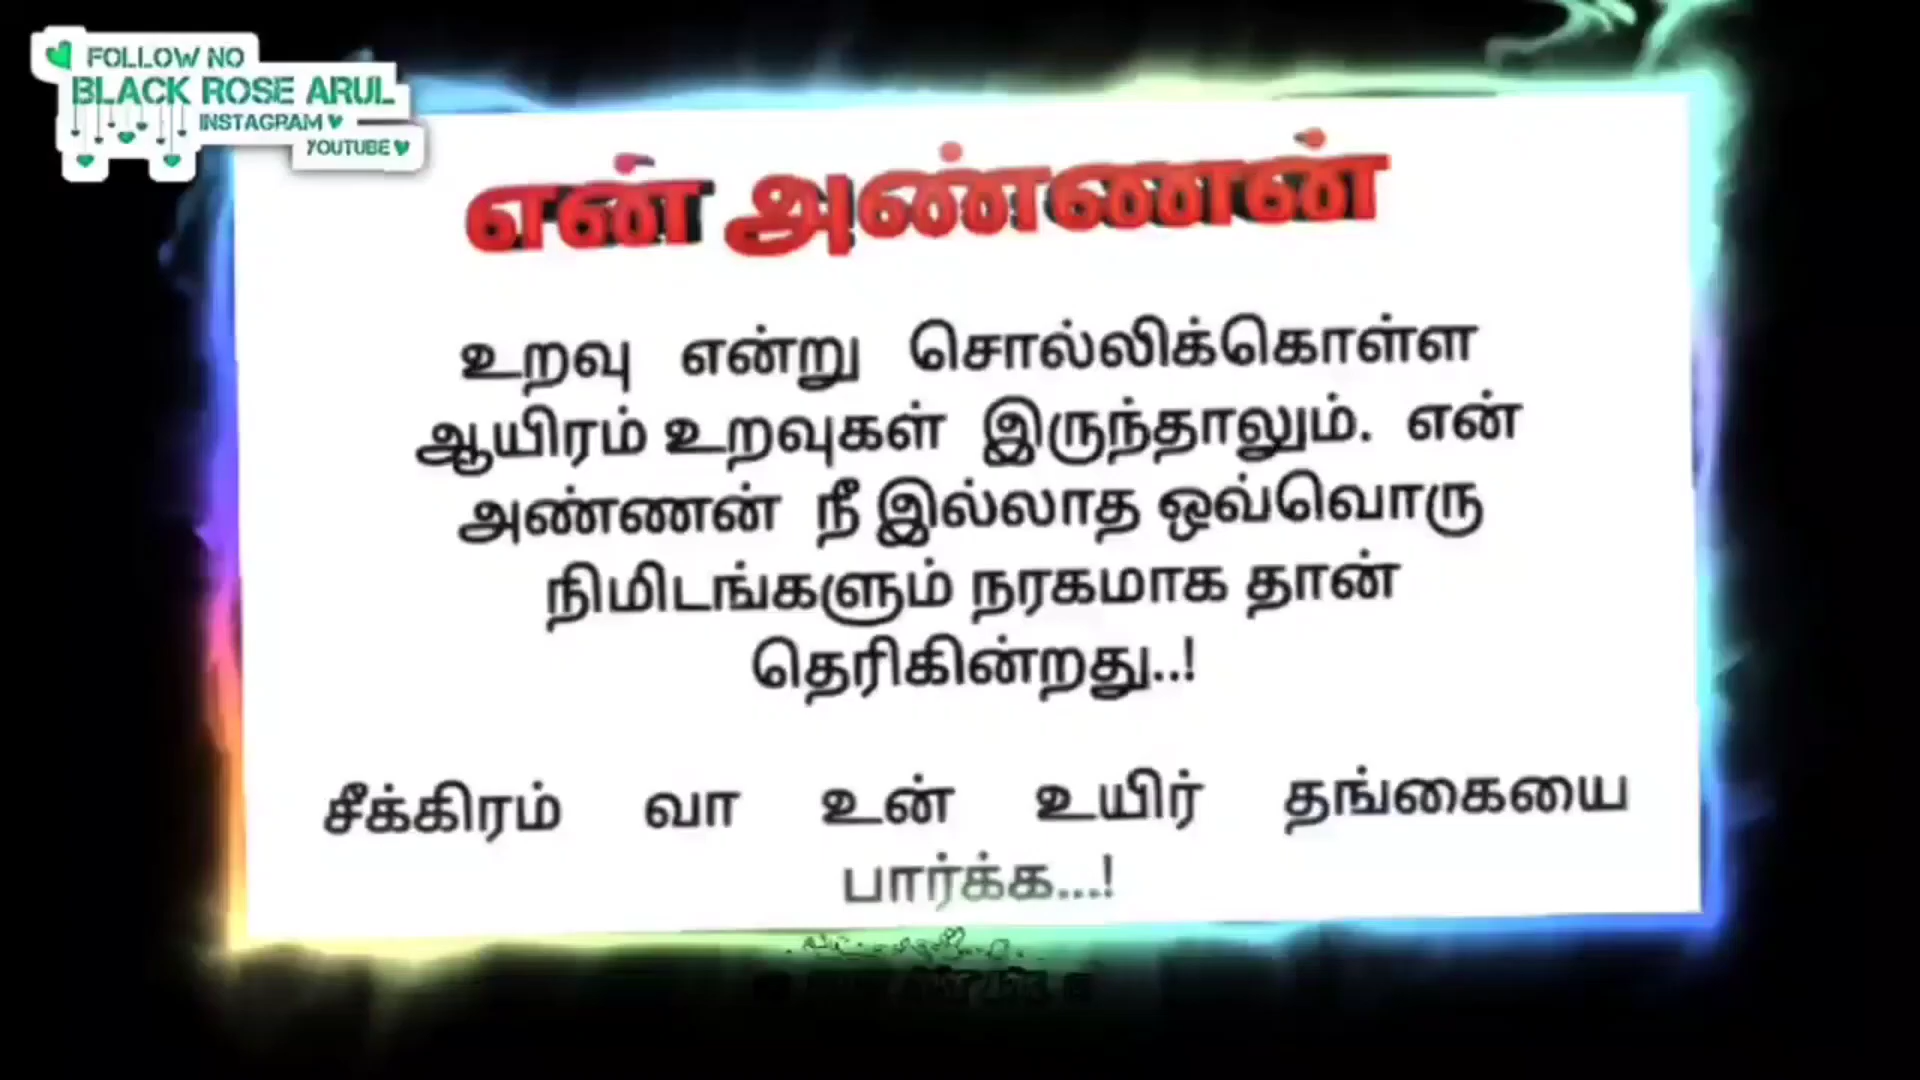 FOLLOW NO
BLACK ROSE ARUL
INSTAGRAM
YOUTUBE
என் அண்ணன்
உறவு என்று சொல்லிக்கொள்ள
ஆயிரம் உறவுகள் இருந்தாலும். என்
அண்ணன் நீ இல்லாத ஒவ்வொரு
நிமிடங்களும் நரகமாக தான்
தெரிகின்றது..!
சீக்கிரம் வா உன் உயிர் தங்கையை
பார்க்க...!